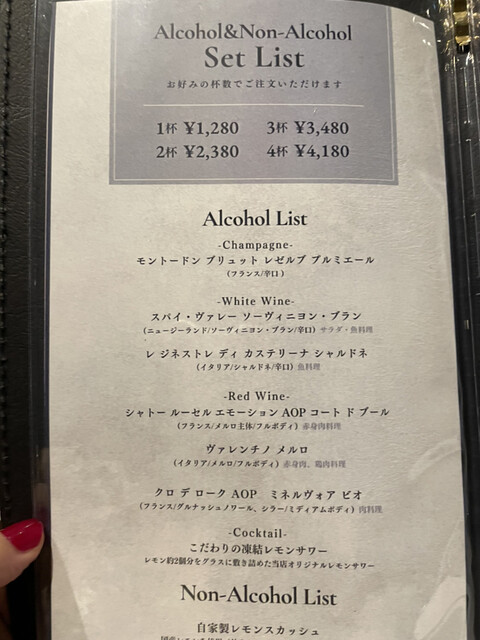 Alcohol&Non-Alcohol
Set List
お好みの杯数でご注文いただけます
1杯 ¥1,280 3杯 ¥3,480
2杯 ¥2,380 4杯 ¥4,180
Alcohol List
-Champagne-
モントードン ブリュット レゼルブ プルミエール
(フランス/辛口)
-White Wine-
スパイ・ヴァレー ソーヴィニヨン・ブラン
(ニュージーランド/ソーヴィニヨン・ブラン/辛口) サラダ・魚料理
レ ジネストレ ディ カステリーナ シャルドネ
(イタリア/シャルドネ/辛口) 魚料理
-Red Wine-
シャトー ルーセル エモーション AOP コート ド ブール
(フランス/メルロ主体/フルボディ) 赤身肉料理
ヴァレンチノ メルロ
(イタリア/メルロ/フルボディ) 赤身肉、鶏肉料理
クロ デ ローク AOP ミネルヴォア ビオ
(フランス/グルナッシュノワール、シラー/ミディアムボディ) 肉料理
-Cocktail-
こだわりの凍結レモンサワー
レモン約2個分をグラスに敷き詰めた当店オリジナルレモンサワー
Non-Alcohol List
自家製レモンスカッシュ